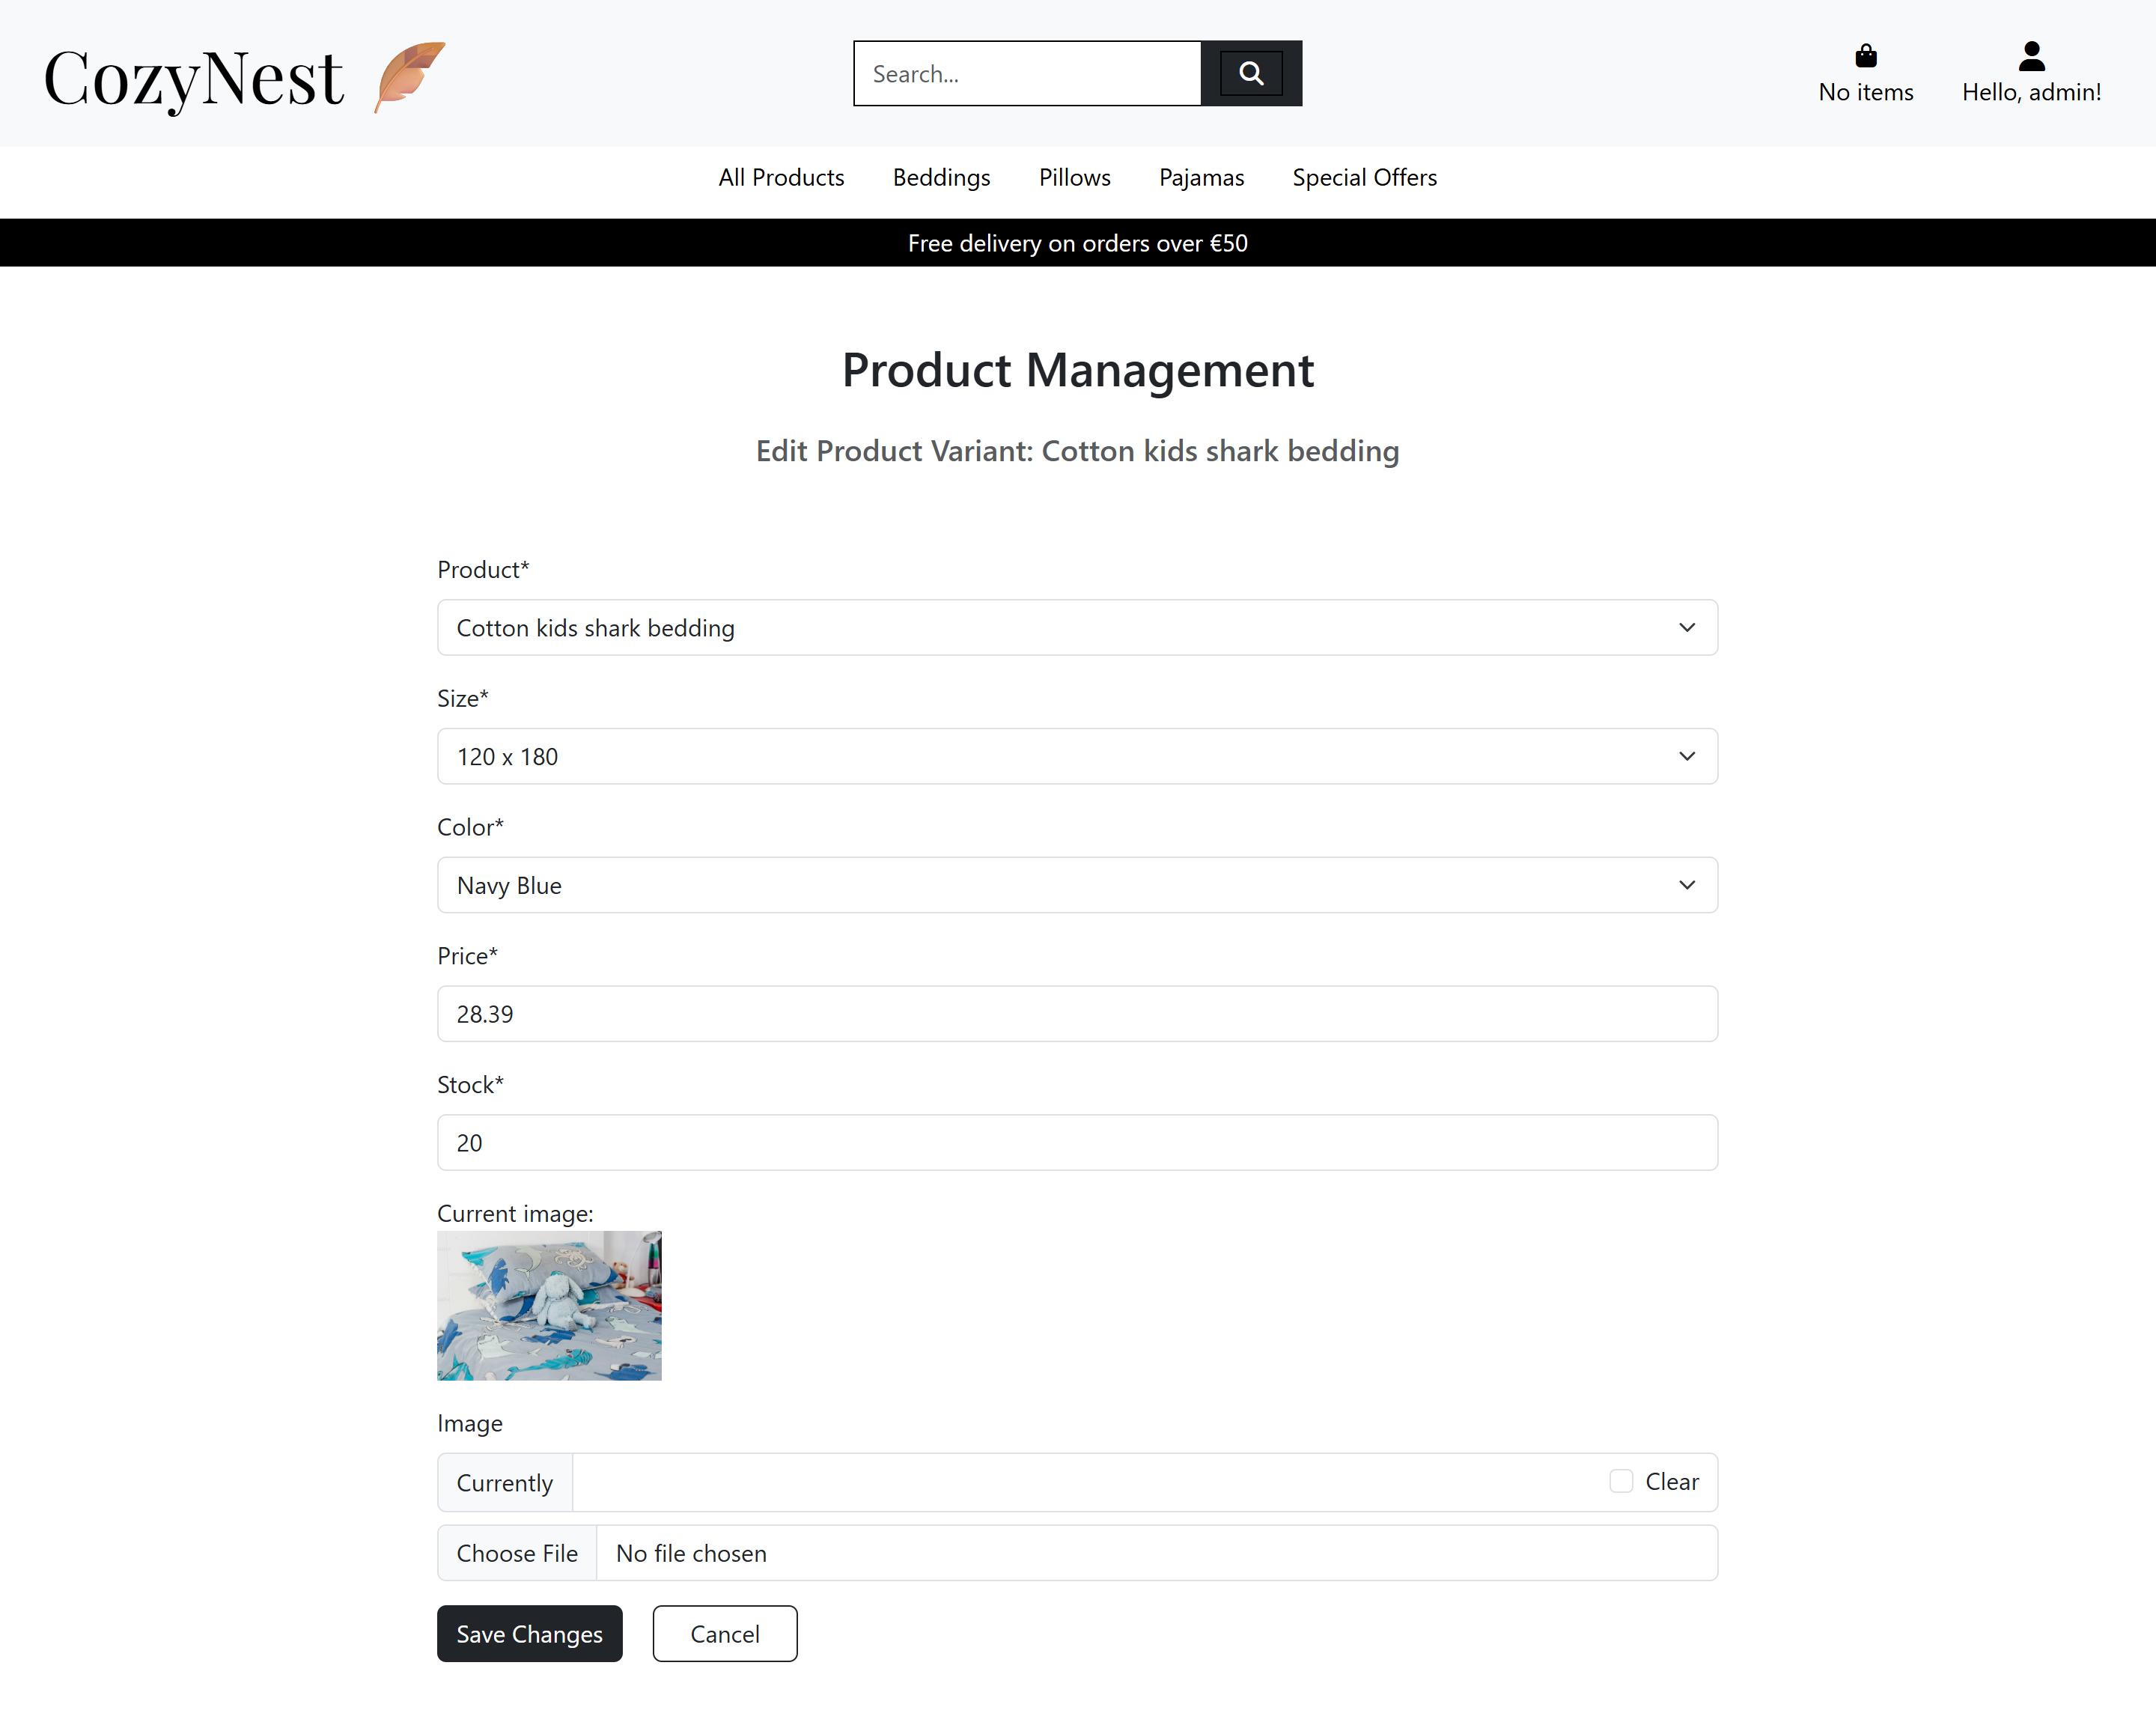 CozyNest
Search...
No items
Hello, admin!
All Products Beddings Pillows Pajamas Special Offers
Free delivery on orders over €50
Product Management
Edit Product Variant: Cotton kids shark bedding
Product*
Cotton kids shark bedding
Size*
120 x 180
Color*
Navy Blue
Price*
28.39
Stock*
20
Current image:
Image
Currently
Clear
Choose File No file chosen
Save Changes Cancel